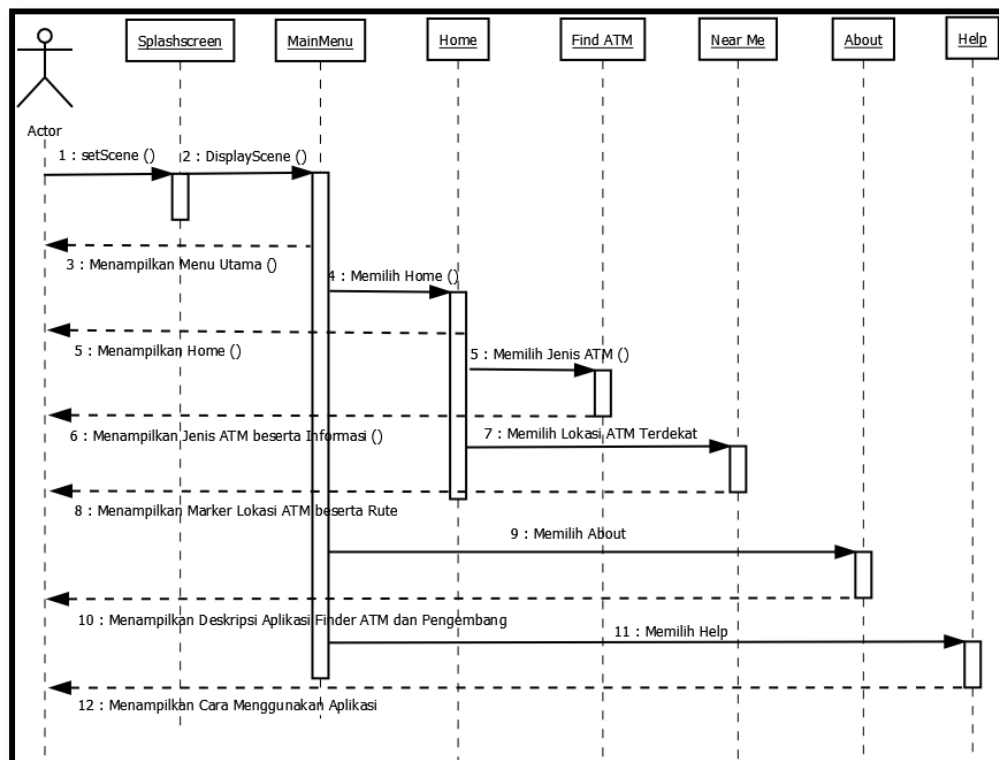 Splashscreen
MainMenu
Home
Find ATM
Near Me
About
Help
Actor
1 : setScene ()
2 : DisplayScene ()
3 : Menampilkan Menu Utama ()
4 : Memilih Home ()
5 : Menampilkan Home ()
5 : Memilih Jenis ATM ()
6 : Menampilkan Jenis ATM beserta Informasi ()
7 : Memilih Lokasi ATM Terdekat
8 : Menampilkan Marker Lokasi ATM beserta Rute
9 : Memilih About
10 : Menampilkan Deskripsi Aplikasi Finder ATM dan Pengembang
11 : Memilih Help
12 : Menampilkan Cara Menggunakan Aplikasi